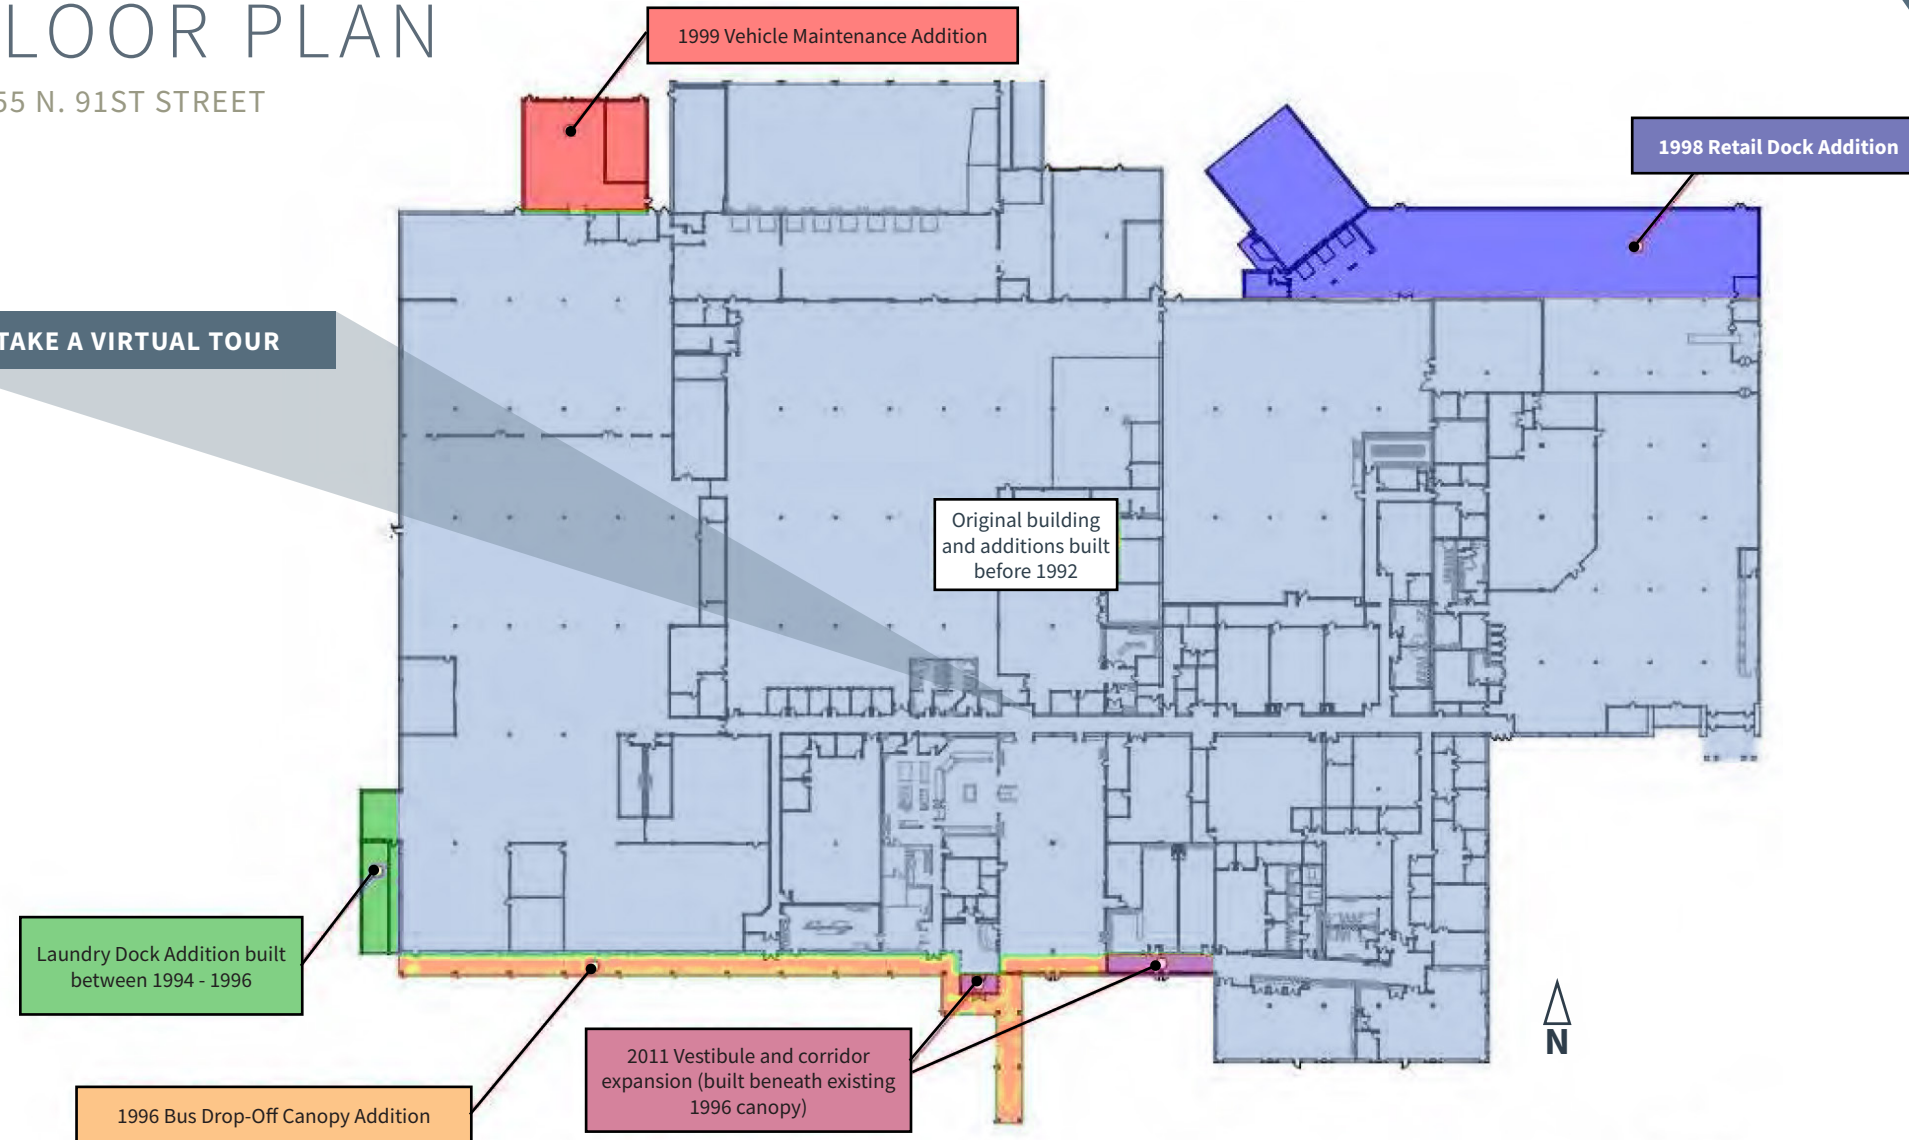 LOOR PLAN
55 N. 91ST STREET
1999 Vehicle Maintenance Addition
1998 Retail Dock Addition
TAKE A VIRTUAL TOUR
Original building
and additions built
before 1992
Laundry Dock Addition built
between 1994 - 1996
1996 Bus Drop-Off Canopy Addition
2011 Vestibule and corridor
expansion (built beneath existing
1996 canopy)
N